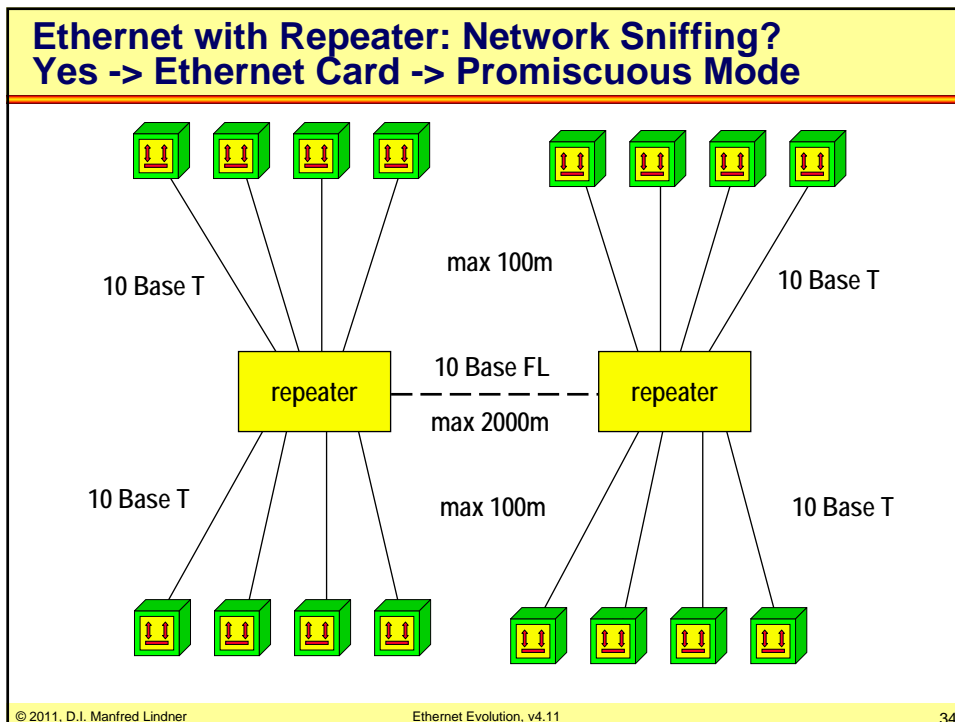 Ethernet with Repeater: Network Sniffing?
Yes -> Ethernet Card -> Promiscuous Mode
max 100m
10 Base T
10 Base T
10 Base FL
repeater
repeater
max 2000m
10 Base T
max 100m
10 Base T
© 2011, D.I. Manfred Lindner
Ethernet Evolution, v4.11
34